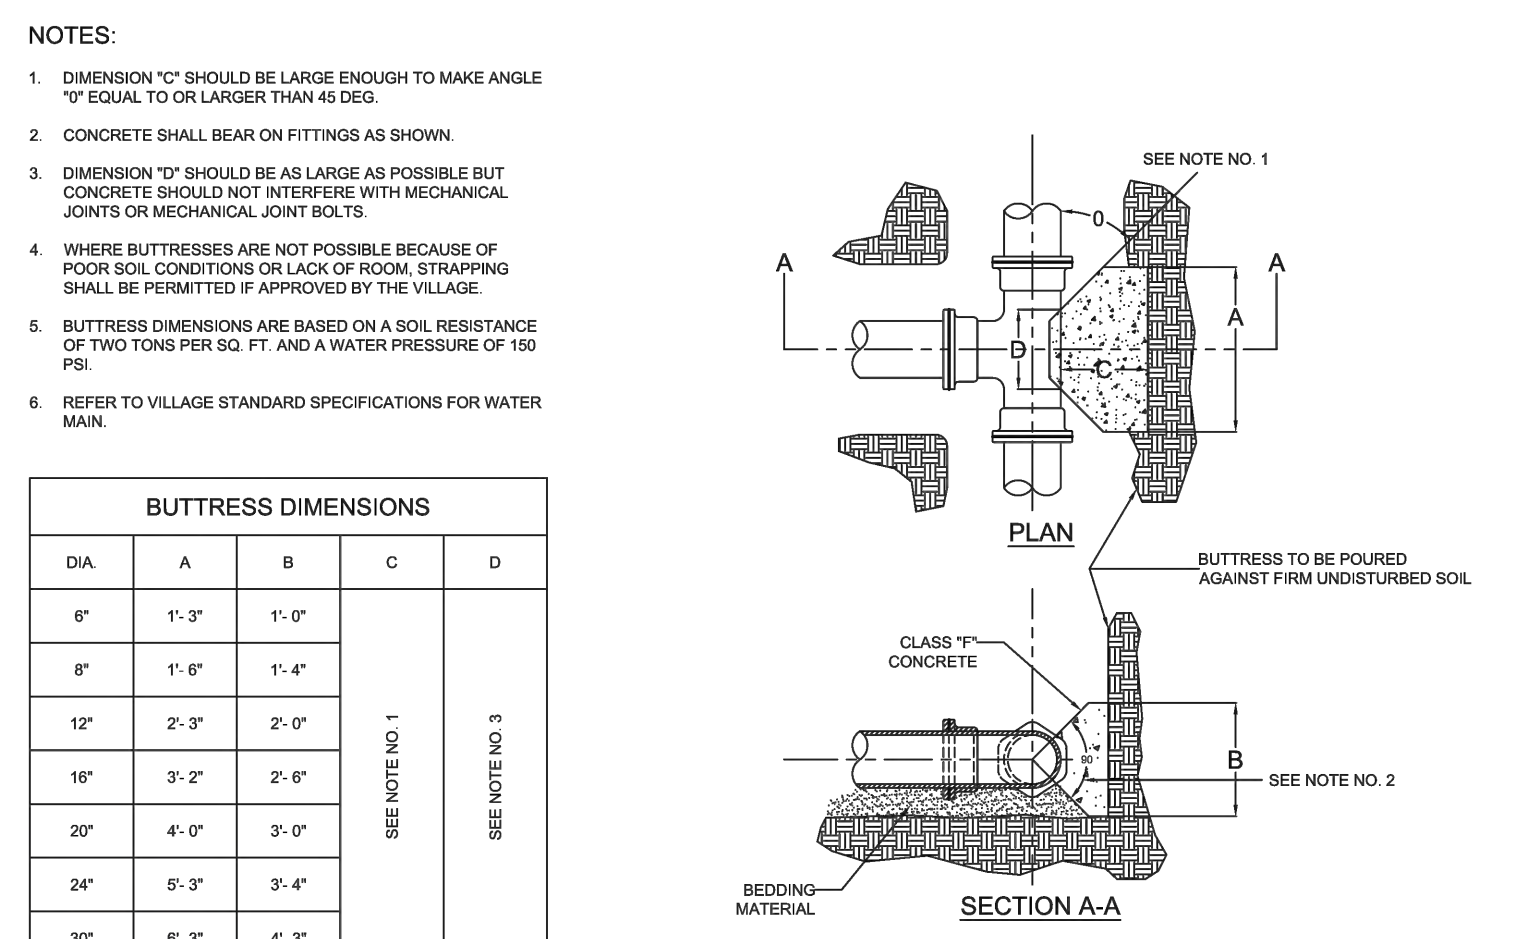 NOTES:
1. DIMENSION "C" SHOULD BE LARGE ENOUGH TO MAKE ANGLE
"0" EQUAL TO OR LARGER THAN 45 DEG.
2. CONCRETE SHALL BEAR ON FITTINGS AS SHOWN.
3. DIMENSION "D" SHOULD BE AS LARGE AS POSSIBLE BUT
CONCRETE SHOULD NOT INTERFERE WITH MECHANICAL
JOINTS OR MECHANICAL JOINT BOLTS.
4. WHERE BUTTRESSES ARE NOT POSSIBLE BECAUSE OF
POOR SOIL CONDITIONS OR LACK OF ROOM, STRAPPING
SHALL BE PERMITTED IF APPROVED BY THE VILLAGE.
5. BUTTRESS DIMENSIONS ARE BASED ON A SOIL RESISTANCE
OF TWO TONS PER SQ. FT. AND A WATER PRESSURE OF 150
PSI.
6. REFER TO VILLAGE STANDARD SPECIFICATIONS FOR WATER
MAIN.
BUTTRESS DIMENSIONS
DIA. A B C D
6" 1'- 3" 1'- 0"
8" 1'- 6" 1'- 4"
12" 2'- 3" 2'- 0"
16" 3'- 2" 2'- 6"
20" 4'- 0" 3'- 0"
24" 5'- 3" 3'- 4"
30" 6'- 3" 4'- 3"
SEE NOTE NO. 1
SEE NOTE NO. 3
SEE NOTE NO. 1
0
A
A
A
D
C
PLAN
BUTTRESS TO BE POURED
AGAINST FIRM UNDISTURBED SOIL
CLASS "F"
CONCRETE
90
B
SEE NOTE NO. 2
BEDDING
MATERIAL
SECTION A-A